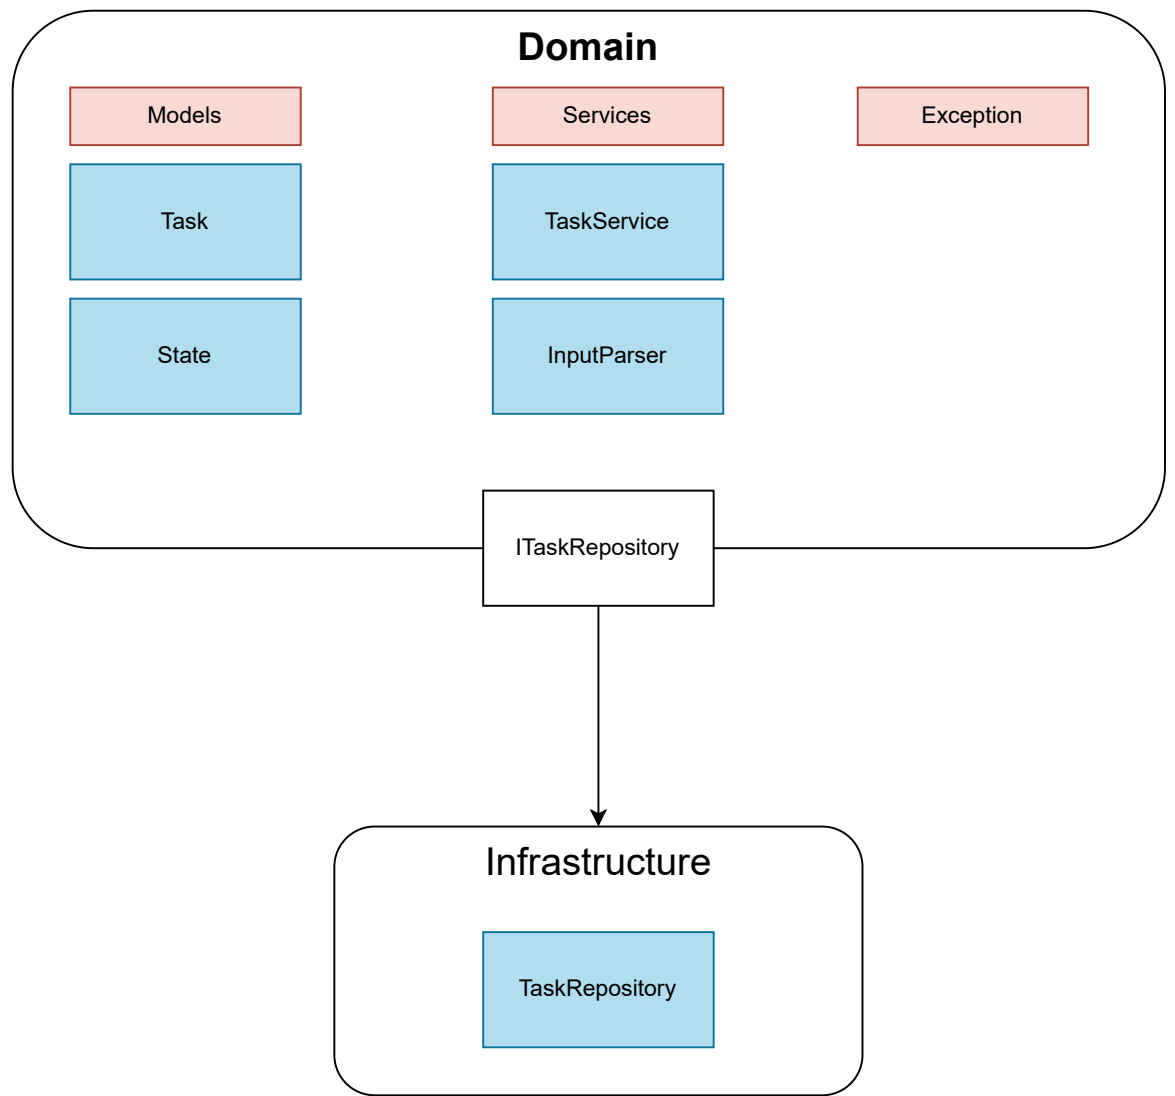 Domain
Models
Services
Exception
Task
TaskService
State
InputParser
ITaskRepository
Infrastructure
TaskRepository